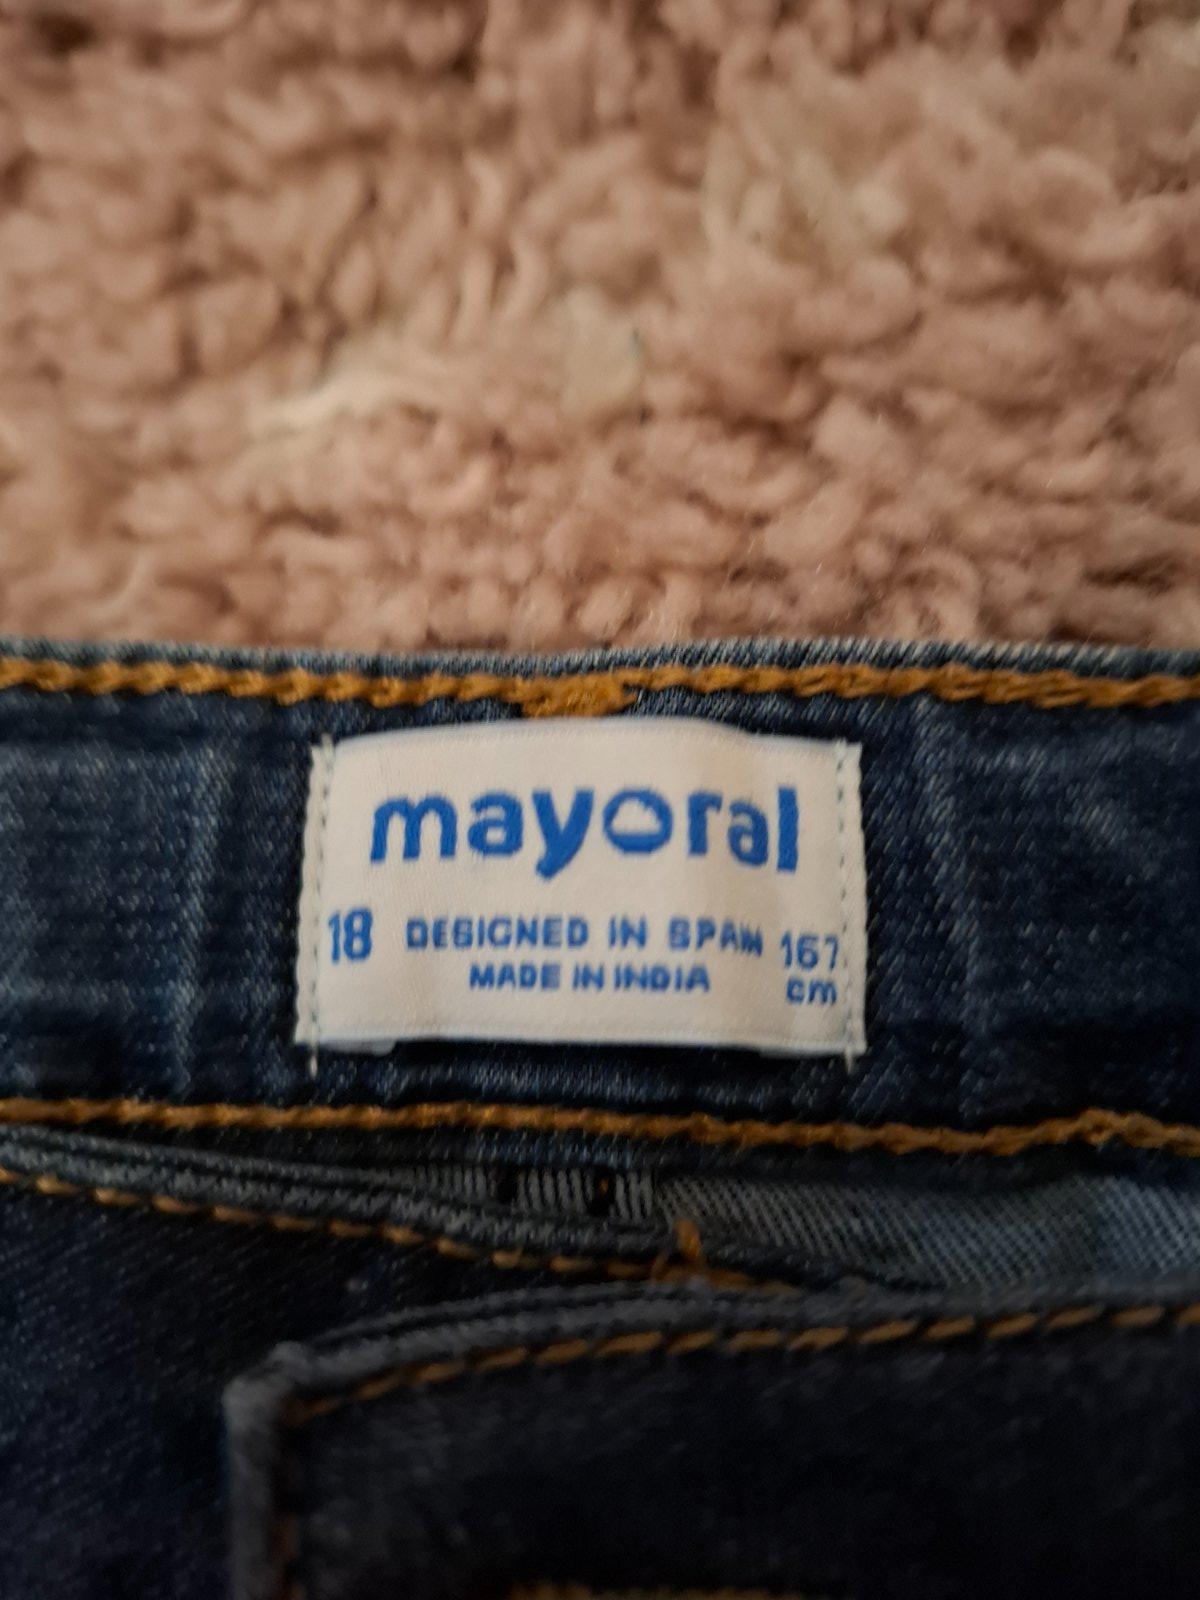 mayoral
18 DESIGNED IN SPAIN 167
MADE IN INDIA cm